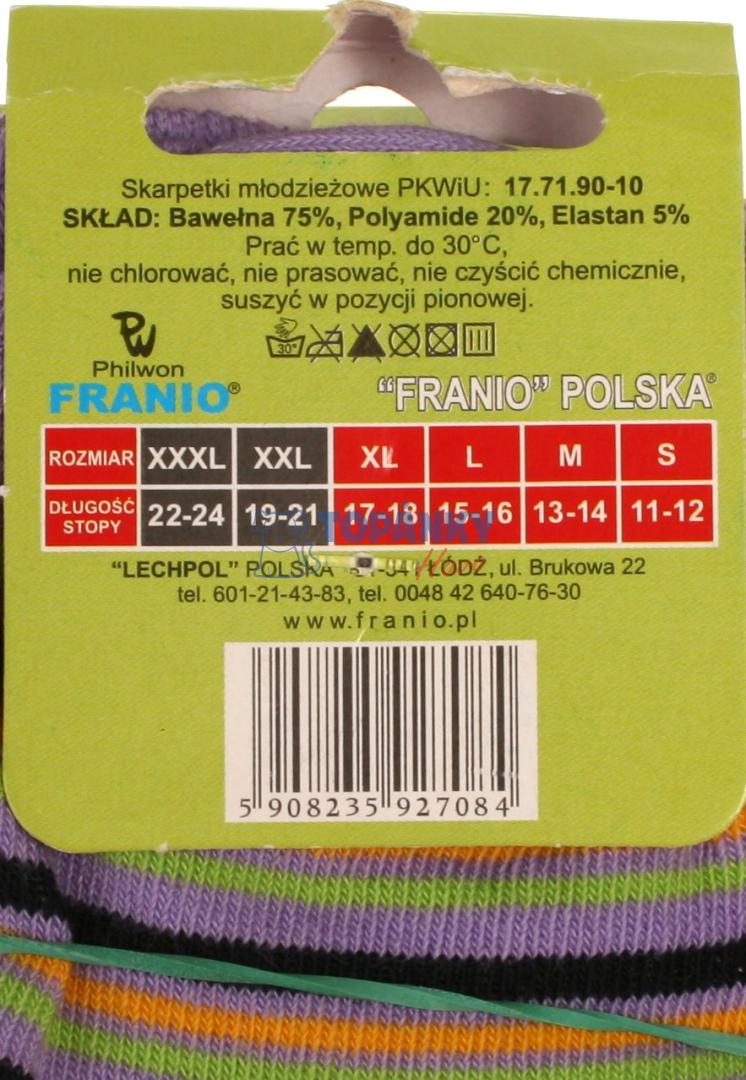 Skarpetki młodzieżowe PKWiU: 17.71.90-10
SKŁAD: Bawełna 75%, Polyamide 20%, Elastan 5%
Prać w temp. do 30°C,
nie chlorować, nie prasować, nie czyścić chemicznie,
suszyć w pozycji pionowej.
30°
PW
Philwon
FRANIO®
“FRANIO” POLSKA®
ROZMIAR XXXL XXL XL L M S
DŁUGOŚĆ STOPY 22-24 19-21 17-18 15-16 13-14 11-12
TOPANKY
"LECHPOL" POLSKA ŁÓDŹ, ul. Brukowa 22
tel. 601-21-43-83, tel. 0048 42 640-76-30
www.franio.pl
5 908235 927084